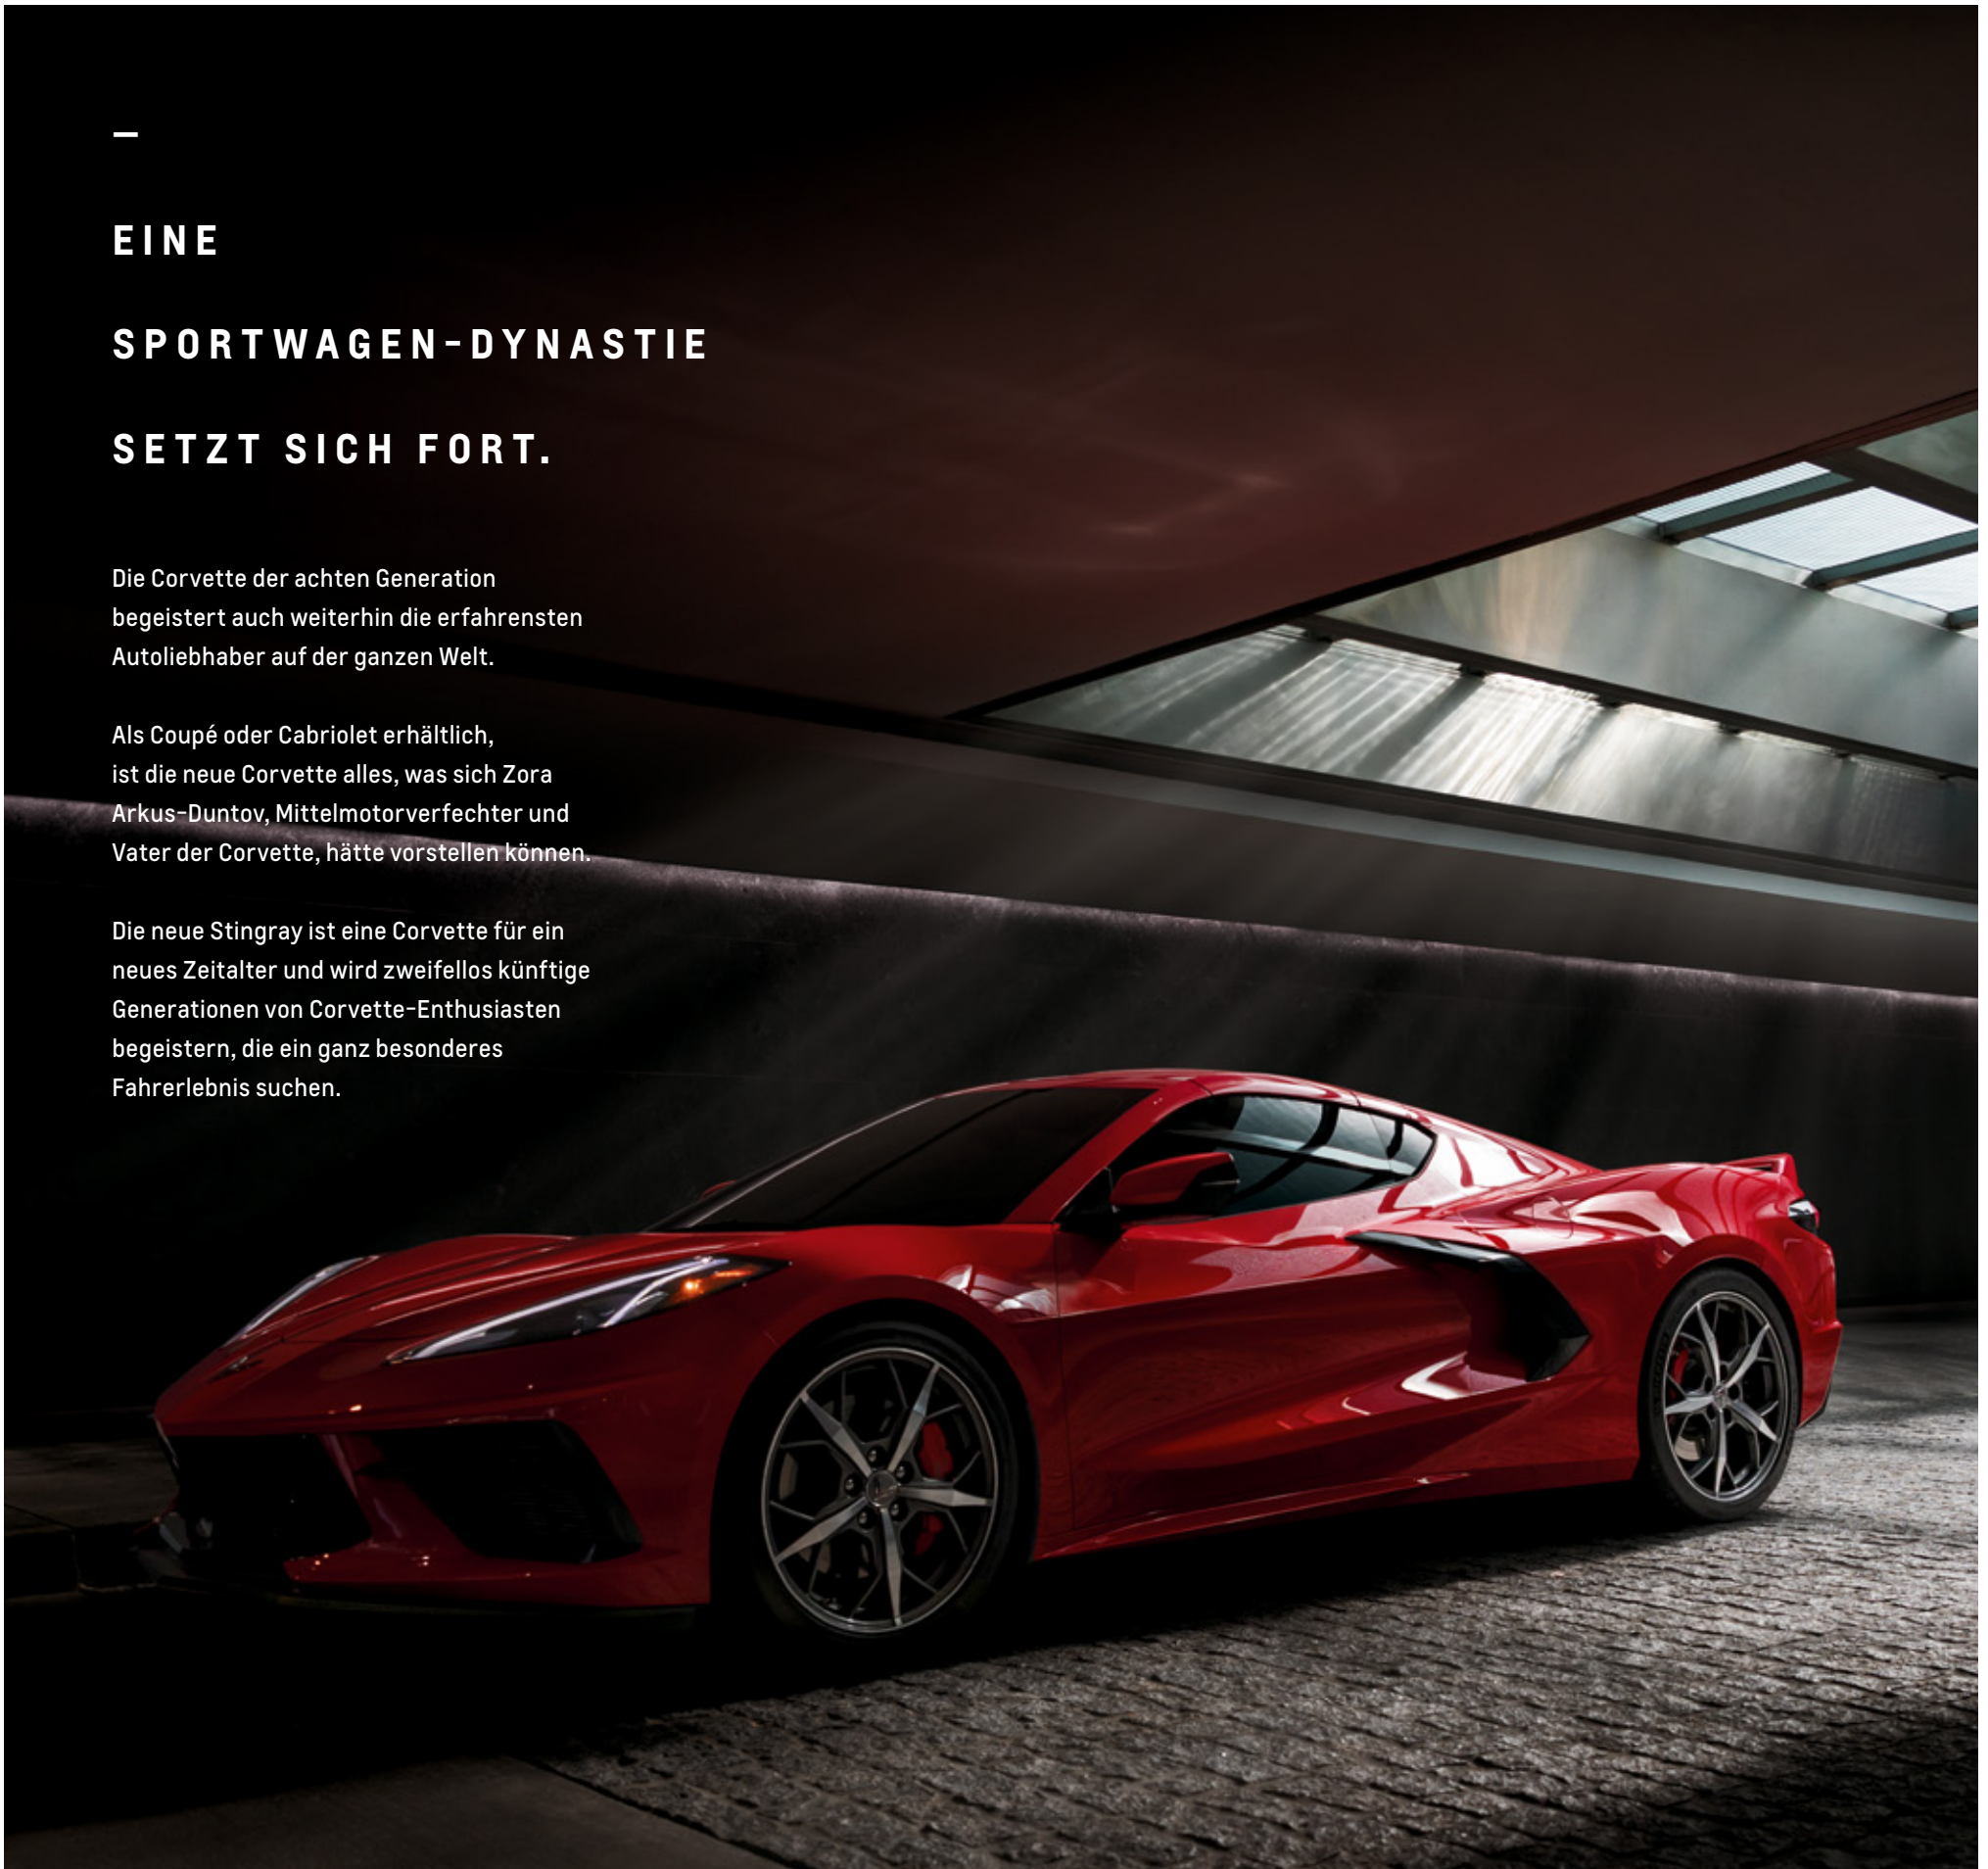 EINE
SPORTWAGEN-DYNASTIE
SETZT SICH FORT.
Die Corvette der achten Generation
begeistert auch weiterhin die erfahrensten
Autoliebhaber auf der ganzen Welt.
Als Coupé oder Cabriolet erhältlich,
ist die neue Corvette alles, was sich Zora
Arkus-Duntov, Mittelmotorverfechter und
Vater der Corvette, hätte vorstellen können.
Die neue Stingray ist eine Corvette für ein
neues Zeitalter und wird zweifellos künftige
Generationen von Corvette-Enthusiasten
begeistern, die ein ganz besonderes
Fahrerlebnis suchen.